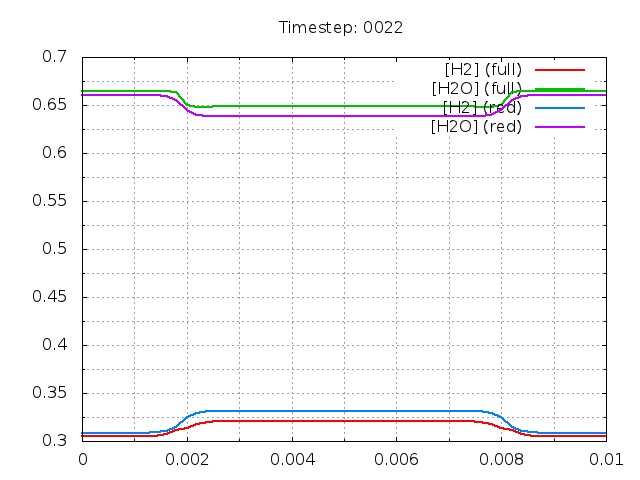 Timestep: 0022
0.7
0.65
0.6
0.55
0.5
0.45
0.4
0.35
0.3
[H2] (full)
[H2O] (full)
[H2] (red)
[H2O] (red)
0 0.002 0.004 0.006 0.008 0.01